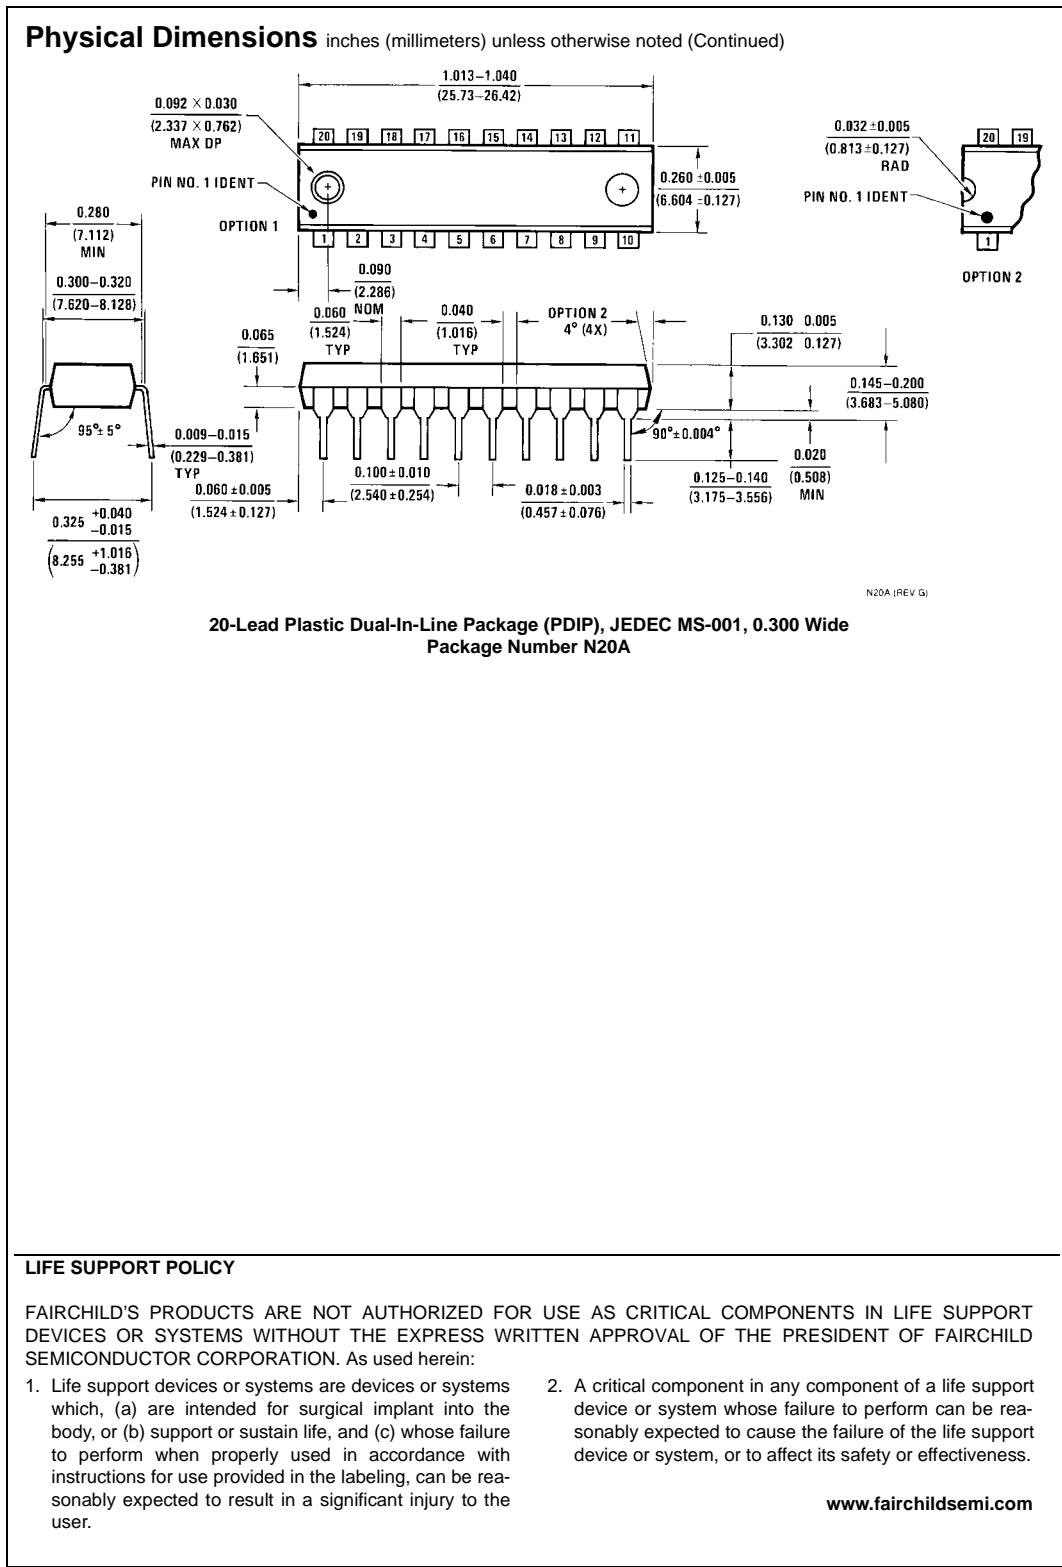 Physical Dimensions inches (millimeters) unless otherwise noted (Continued)
1.013–1.040
(25.73–26.42)
0.092 × 0.030
(2.337 × 0.762)
MAX DP
20 19 18 17 16 15 14 13 12 11
0.032 ±0.005
(0.813 ±0.127)
RAD
20 19
PIN NO. 1 IDENT
0.260 ±0.005
(6.604 ±0.127)
PIN NO. 1 IDENT
OPTION 1
1 2 3 4 5 6 7 8 9 10
1
OPTION 2
0.280
(7.112)
MIN
0.300–0.320
(7.620–8.128)
0.090
(2.286)
NOM
0.060
(1.524)
TYP
0.040
(1.016)
TYP
OPTION 2
4° (4X)
0.130 0.005
(3.302 0.127)
0.065
(1.651)
0.145–0.200
(3.683–5.080)
95°± 5°
90°±0.004°
0.009–0.015
(0.229–0.381)
TYP
0.100 ±0.010
(2.540 ±0.254)
0.020
(0.508)
MIN
0.125–0.140
(3.175–3.556)
0.060 ±0.005
(1.524 ±0.127)
0.018 ±0.003
(0.457 ±0.076)
0.325 +0.040
–0.015
(8.255 +1.016
–0.381)
N20A (REV G)
20-Lead Plastic Dual-In-Line Package (PDIP), JEDEC MS-001, 0.300 Wide
Package Number N20A
LIFE SUPPORT POLICY
FAIRCHILD'S PRODUCTS ARE NOT AUTHORIZED FOR USE AS CRITICAL COMPONENTS IN LIFE SUPPORT
DEVICES OR SYSTEMS WITHOUT THE EXPRESS WRITTEN APPROVAL OF THE PRESIDENT OF FAIRCHILD
SEMICONDUCTOR CORPORATION. As used herein:
1. Life support devices or systems are devices or systems
which, (a) are intended for surgical implant into the
body, or (b) support or sustain life, and (c) whose failure
to perform when properly used in accordance with
instructions for use provided in the labeling, can be rea-
sonably expected to result in a significant injury to the
user.
2. A critical component in any component of a life support
device or system whose failure to perform can be rea-
sonably expected to cause the failure of the life support
device or system, or to affect its safety or effectiveness.
www.fairchildsemi.com